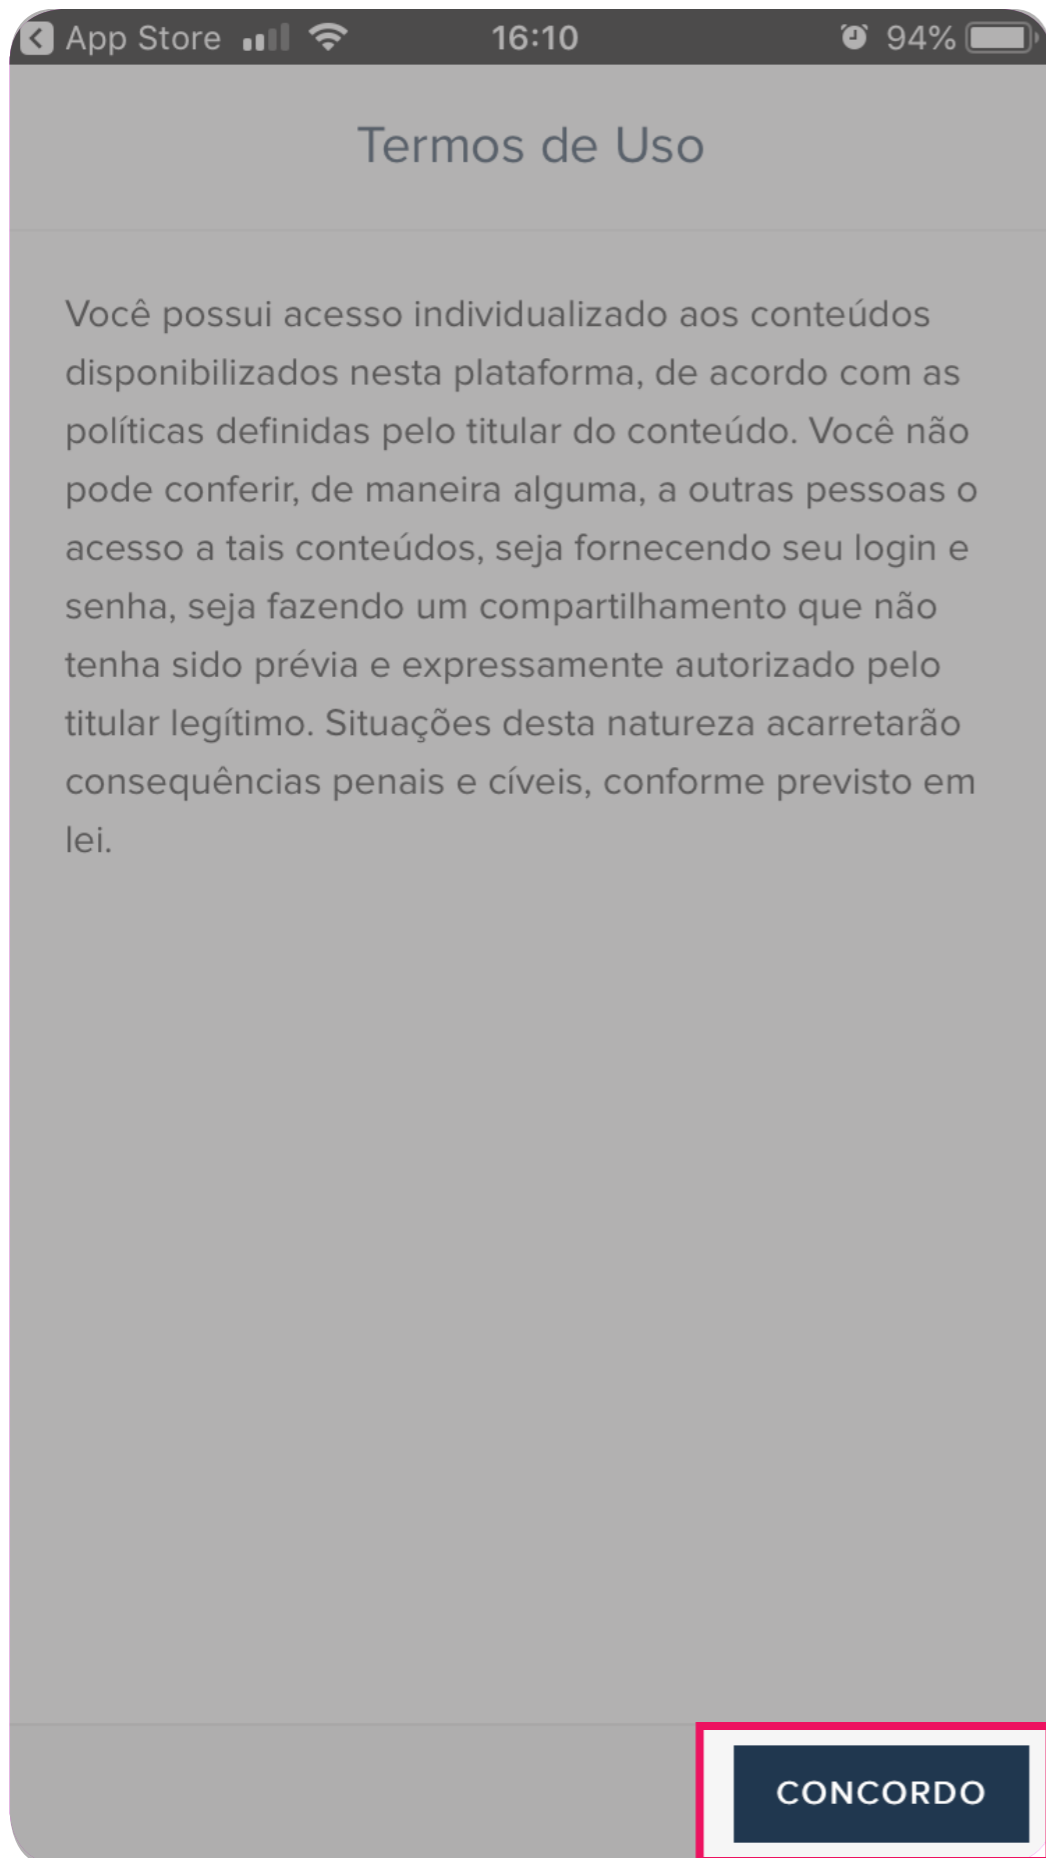 App Store 16:10 94%
Termos de Uso
Você possui acesso individualizado aos conteúdos
disponibilizados nesta plataforma, de acordo com as
políticas definidas pelo titular do conteúdo. Você não
pode conferir, de maneira alguma, a outras pessoas o
acesso a tais conteúdos, seja fornecendo seu login e
senha, seja fazendo um compartilhamento que não
tenha sido prévia e expressamente autorizado pelo
titular legítimo. Situações desta natureza acarretarão
consequências penais e cíveis, conforme previsto em
lei.
CONCORDO